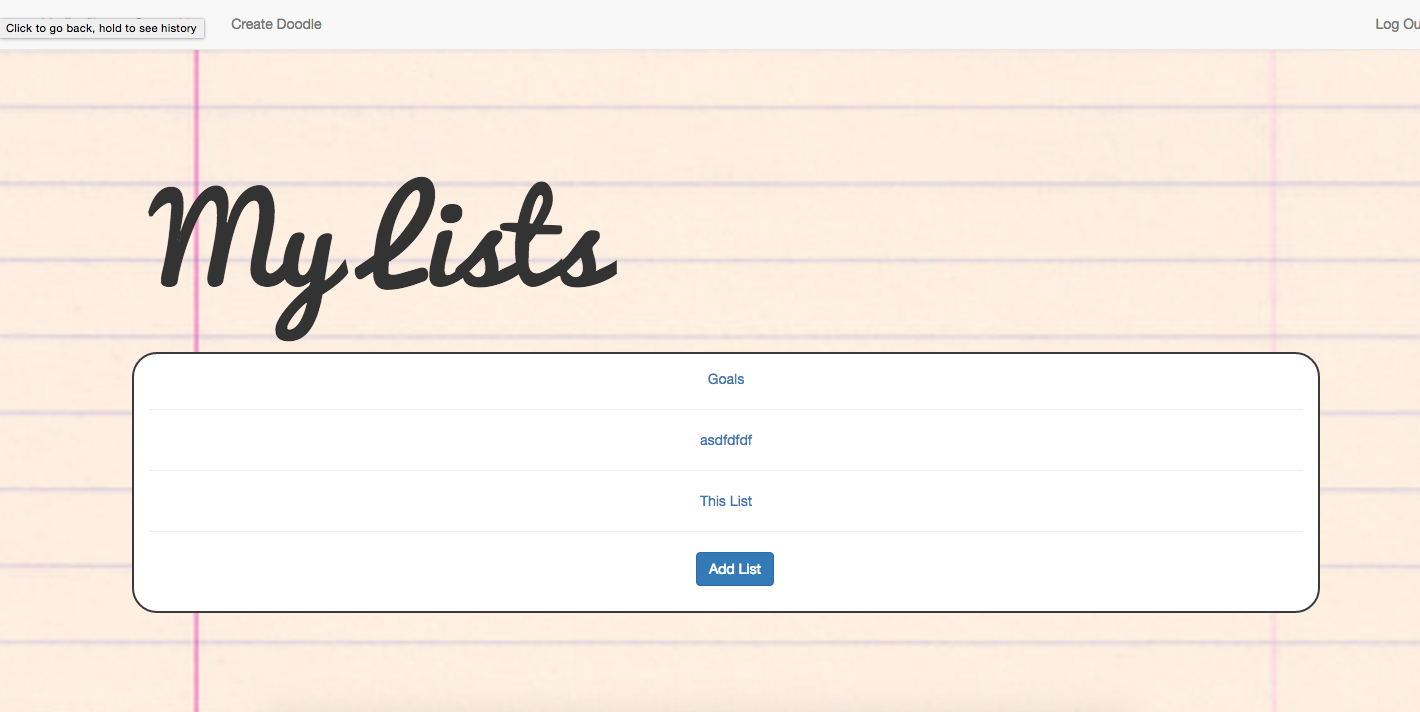 Click to go back, hold to see history
Create Doodle
Log Ou
My Lists
Goals
asdfdfdf
This List
Add List